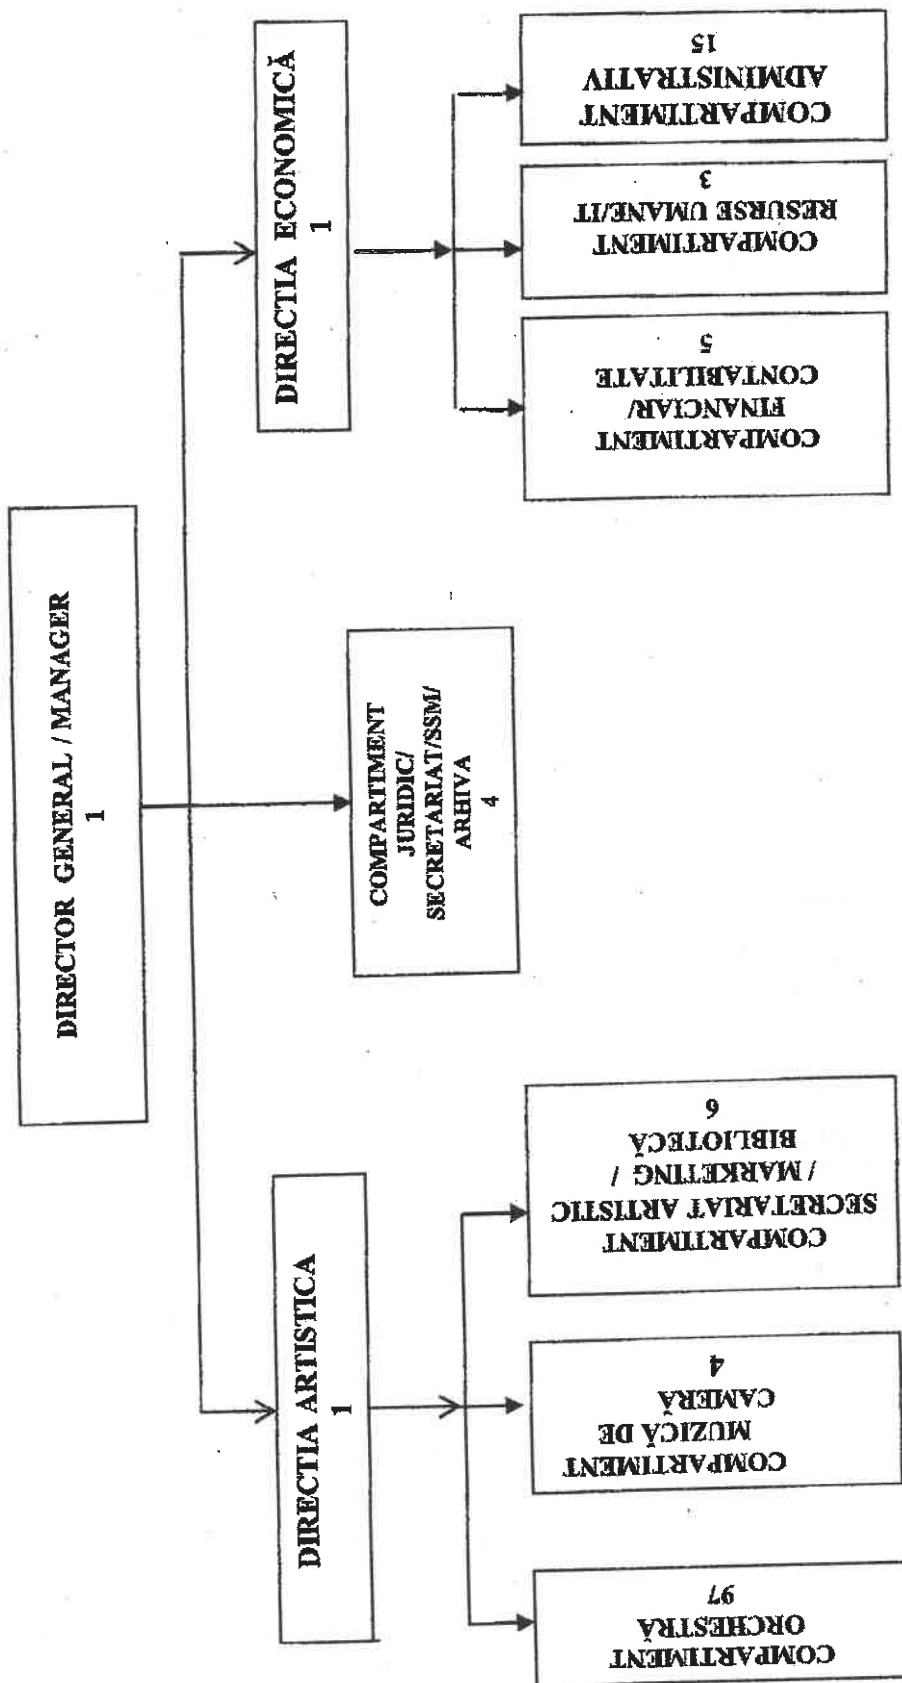 DIRECTOR GENERAL / MANAGER
1
DIRECTIA ARTISTICA
1
COMPARTIMENT
JURIDIC/
SECRETARIAT/SSM/
ARHIVA
4
DIRECTIA ECONOMICĂ
1
COMPARTIMENT
ORCHESTRĂ
97
COMPARTIMENT
MUZICĂ DE
CAMERĂ
4
COMPARTIMENT
SECRETARIAT ARTISTIC
/ MARKETING /
BIBLIOTECĂ
6
COMPARTIMENT
FINANCIAR/
CONTABILITATE
5
COMPARTIMENT
RESURSE UMANE/IT
3
COMPARTIMENT
ADMINISTRATIV
15